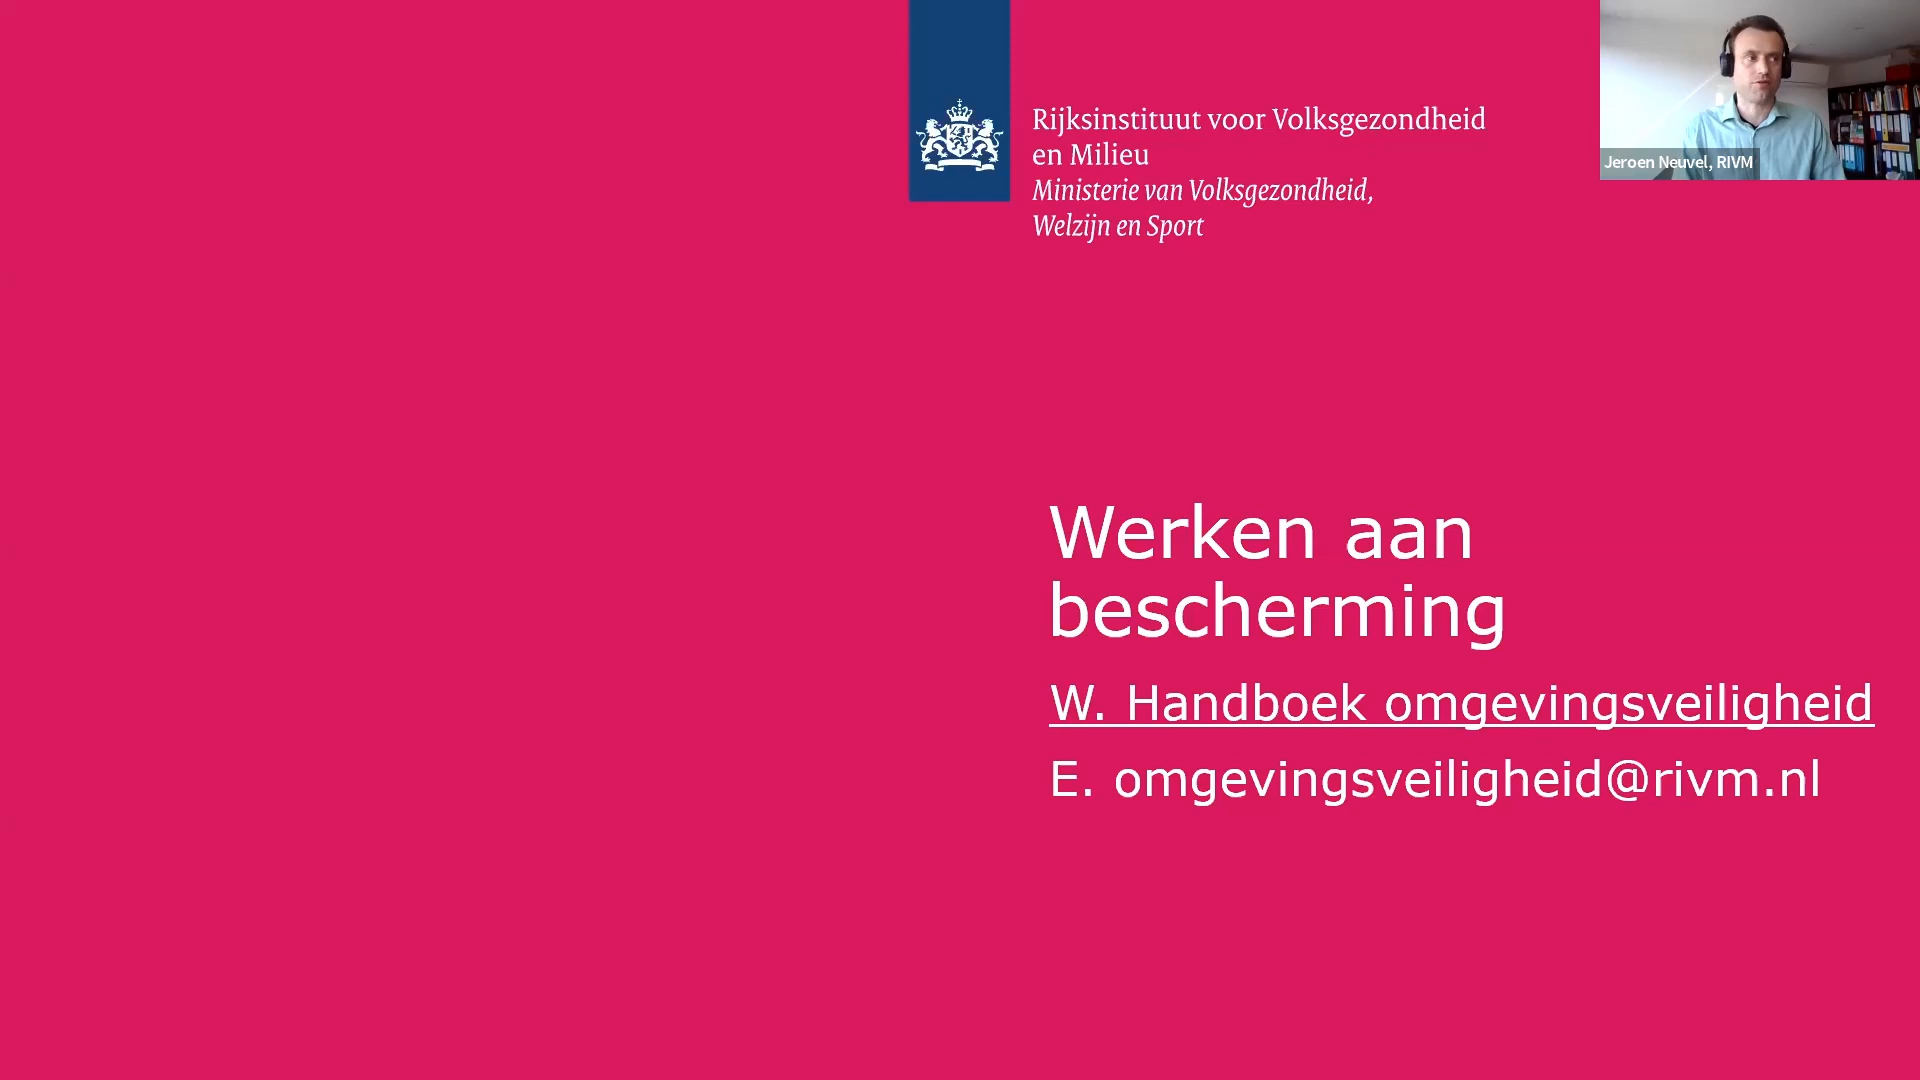 Rijksinstituut voor Volksgezondheid
en Milieu
Ministerie van Volksgezondheid,
Welzijn en Sport
Jeroen Neuvel, RIVM
Werken aan
bescherming
W. Handboek omgevingsveiligheid
E. omgevingsveiligheid@rivm.nl